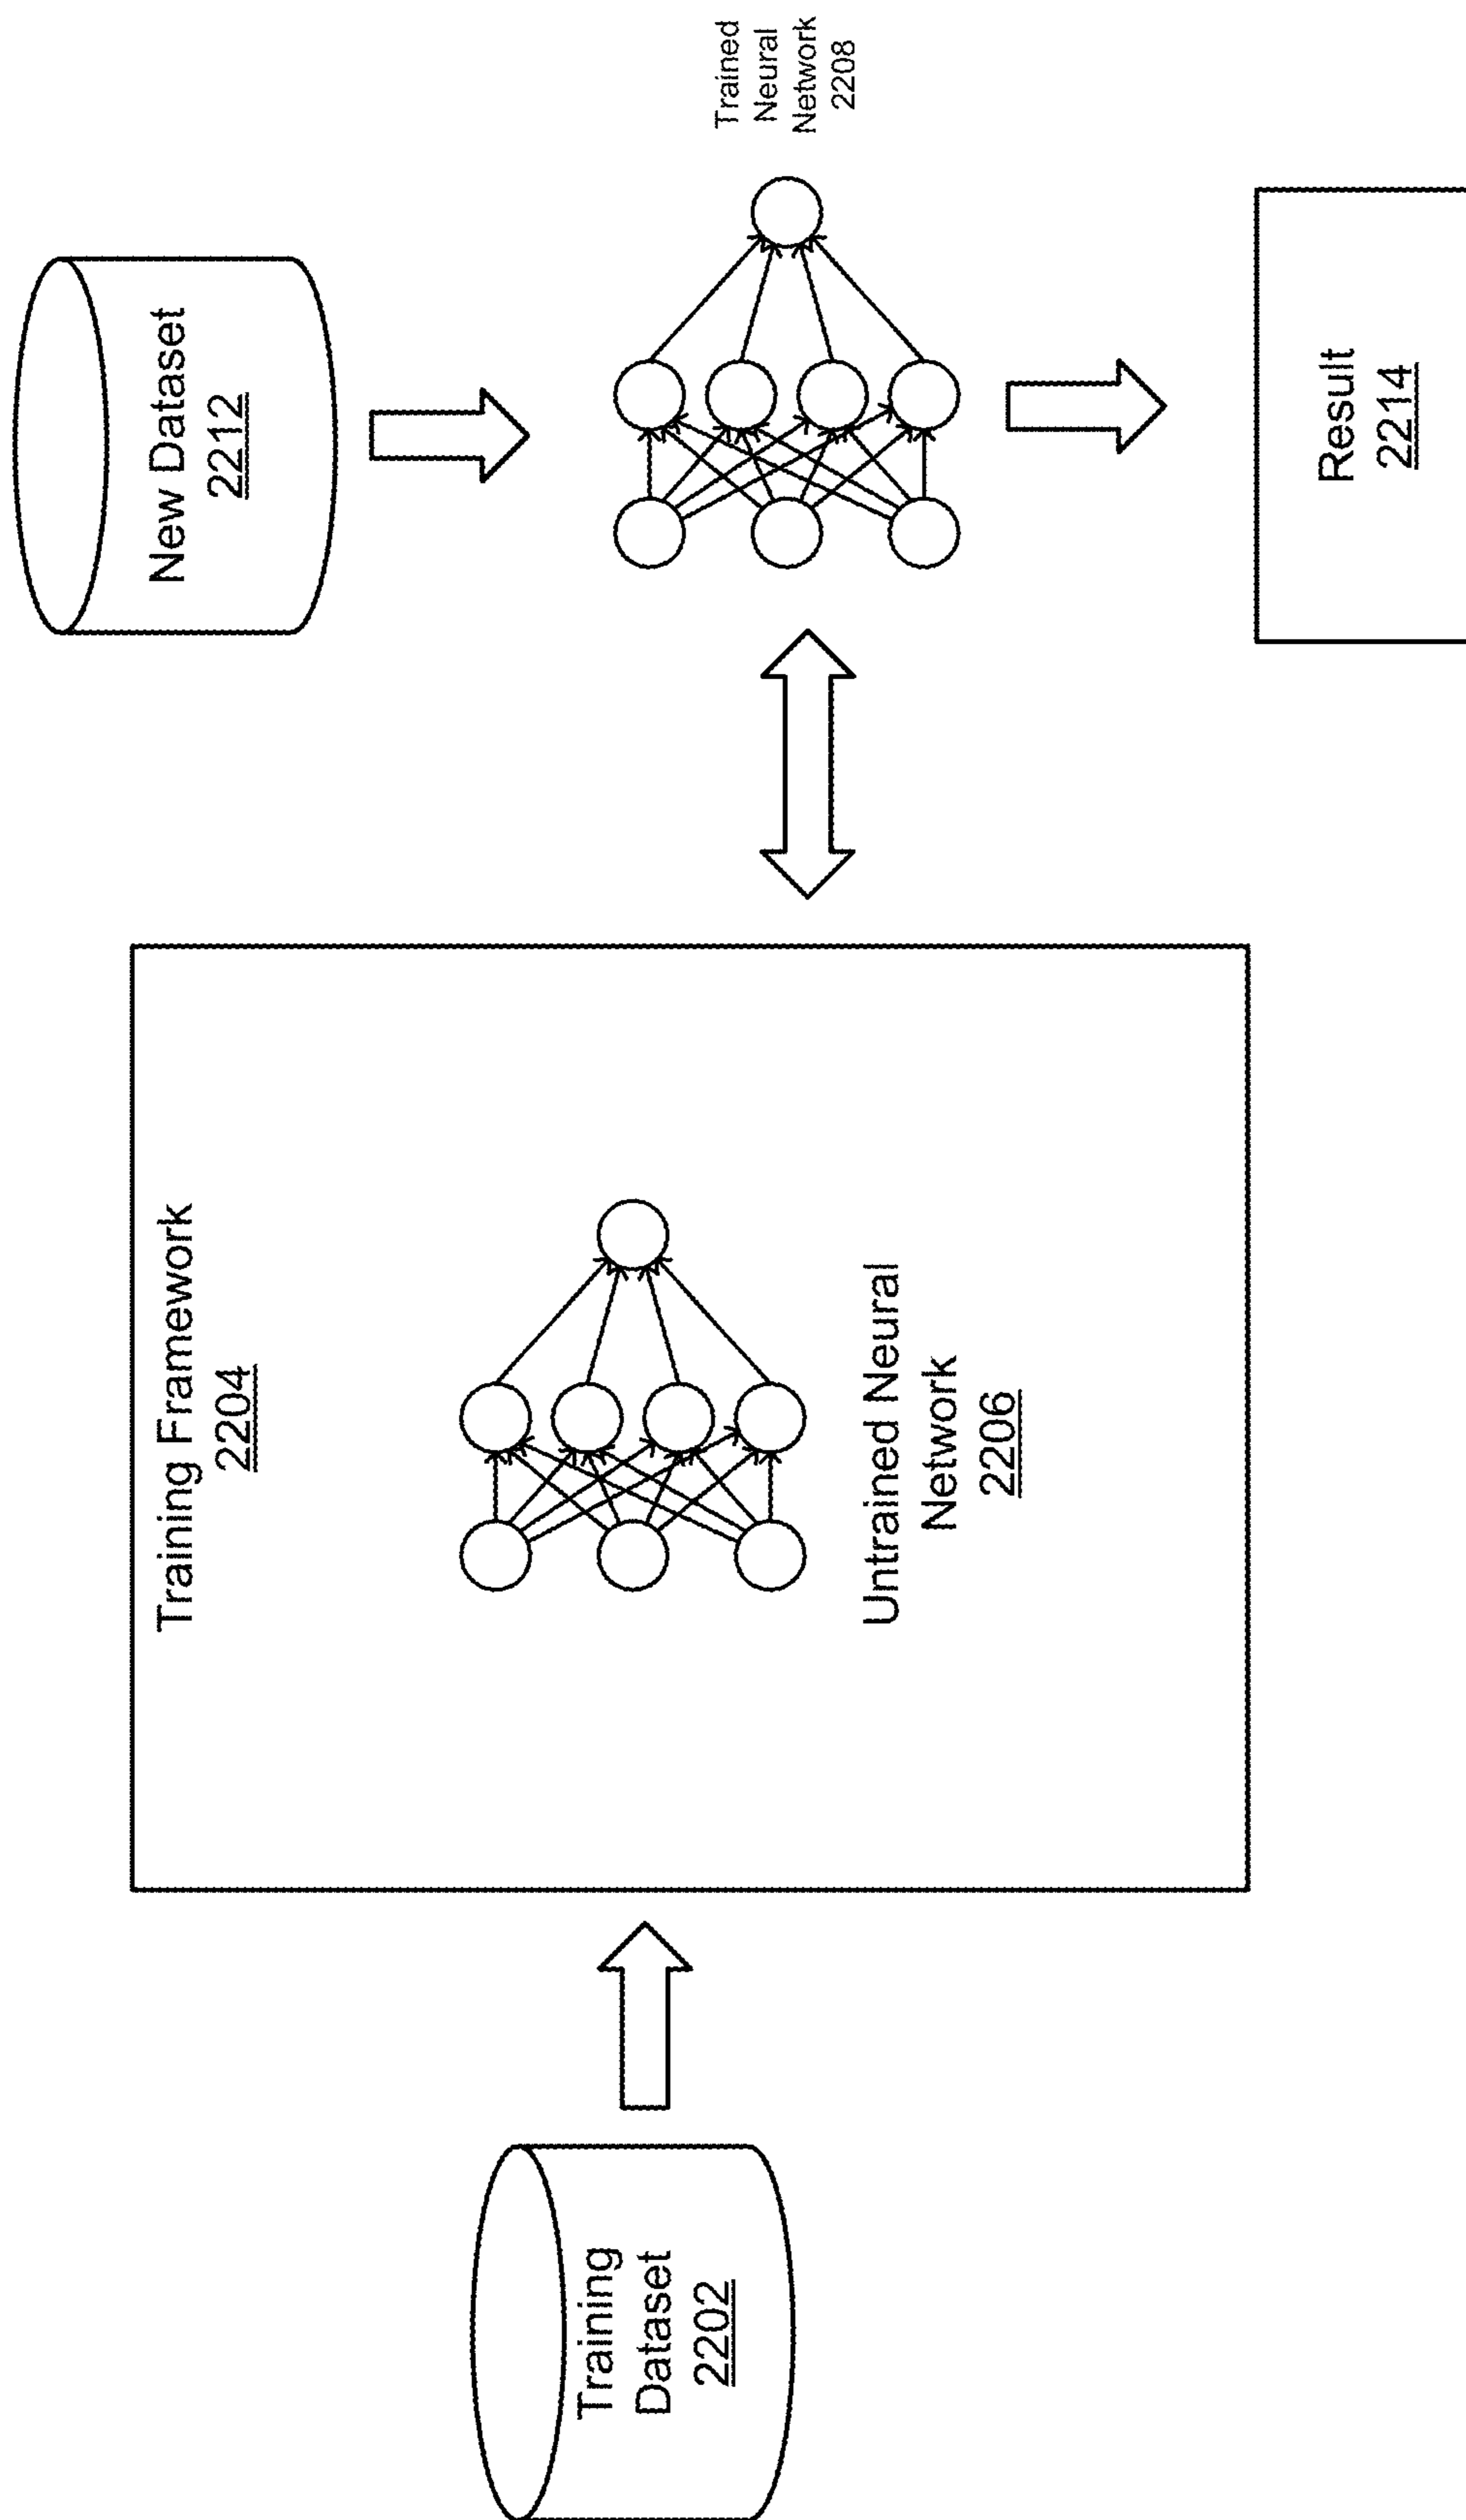 Training
Dataset
2202
Training Framework
2204
Untrained Neural
Network
2206
New Dataset
2212
Trained
Neural
Network
2208
Result
2214